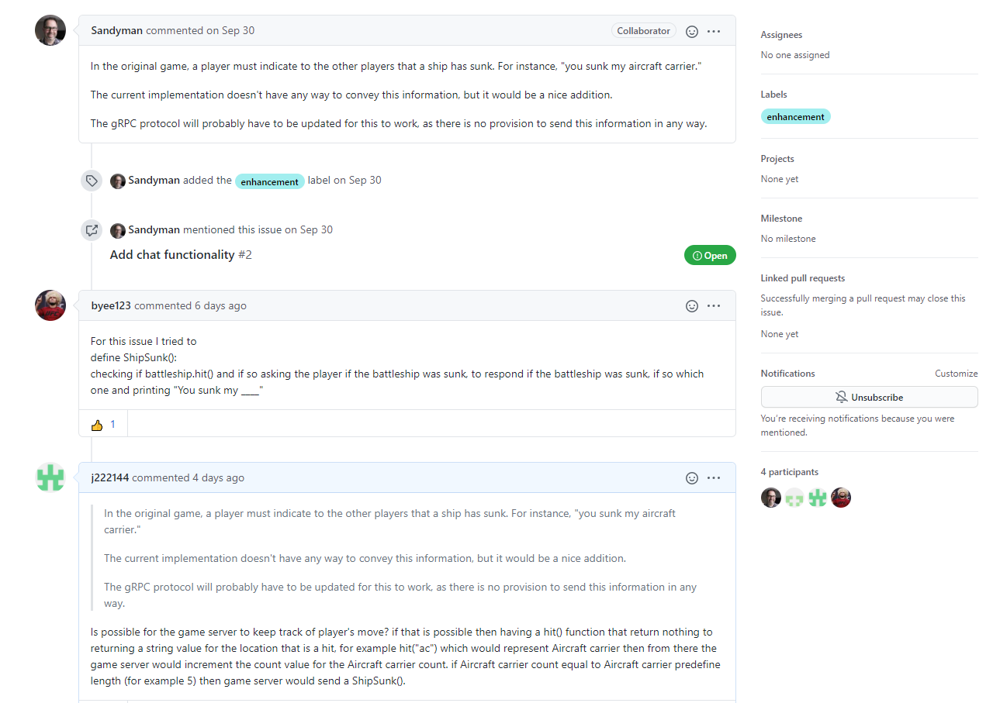 Sandyman commented on Sep 30
Collaborator
In the original game, a player must indicate to the other players that a ship has sunk. For instance, "you sunk my aircraft carrier."
The current implementation doesn't have any way to convey this information, but it would be a nice addition.
The gRPC protocol will probably have to be updated for this to work, as there is no provision to send this information in any way.
Sandyman added the enhancement label on Sep 30
Sandyman mentioned this issue on Sep 30
Add chat functionality #2
Open
byee123 commented 6 days ago
For this issue I tried to
define ShipSunk():
checking if battleship.hit() and if so asking the player if the battleship was sunk, to respond if the battleship was sunk, if so which
one and printing "You sunk my ____"
1
j222144 commented 4 days ago
In the original game, a player must indicate to the other players that a ship has sunk. For instance, "you sunk my aircraft
carrier."
The current implementation doesn't have any way to convey this information, but it would be a nice addition.
The gRPC protocol will probably have to be updated for this to work, as there is no provision to send this information in any
way.
Is possible for the game server to keep track of player's move? if that is possible then having a hit() function that return nothing to
returning a string value for the location that is a hit, for example hit("ac") which would represent Aircraft carrier then from there the
game server would increment the count value for the Aircraft carrier count. if Aircraft carrier count equal to Aircraft carrier predefine
length (for example 5) then game server would send a ShipSunk().
Assignees
No one assigned
Labels
enhancement
Projects
None yet
Milestone
No milestone
Linked pull requests
Successfully merging a pull request may close this
issue.
None yet
Notifications
Customize
Unsubscribe
You're receiving notifications because you were
mentioned.
4 participants